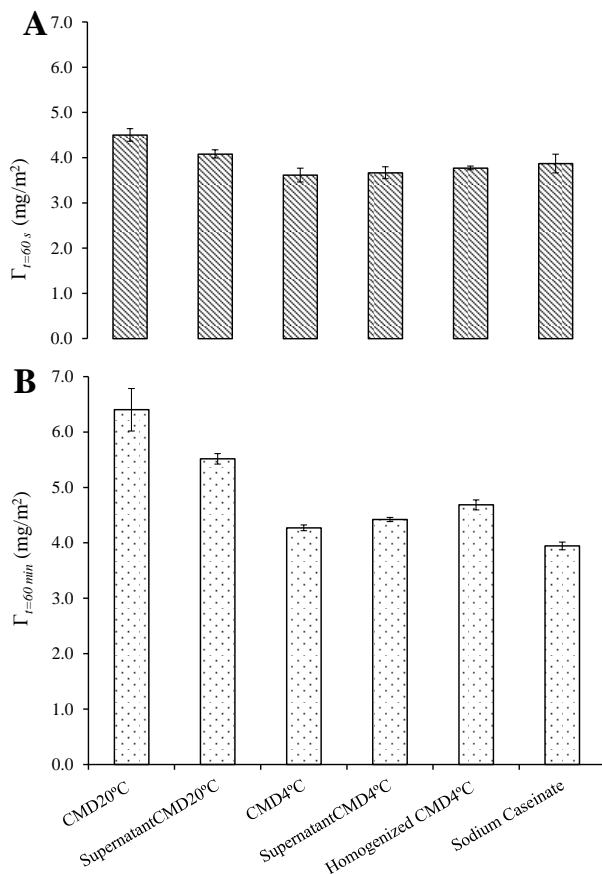 A
7.0
6.0
5.0
4.0
3.0
2.0
1.0
0.0
Γt=60 s (mg/m²)
B
7.0
6.0
5.0
4.0
3.0
2.0
1.0
0.0
Γt=60 min (mg/m²)
CMD20ºC
SupernatantCMD20ºC
CMD4ºC
SupernatantCMD4ºC
Homogenized CMD4ºC
Sodium Caseinate